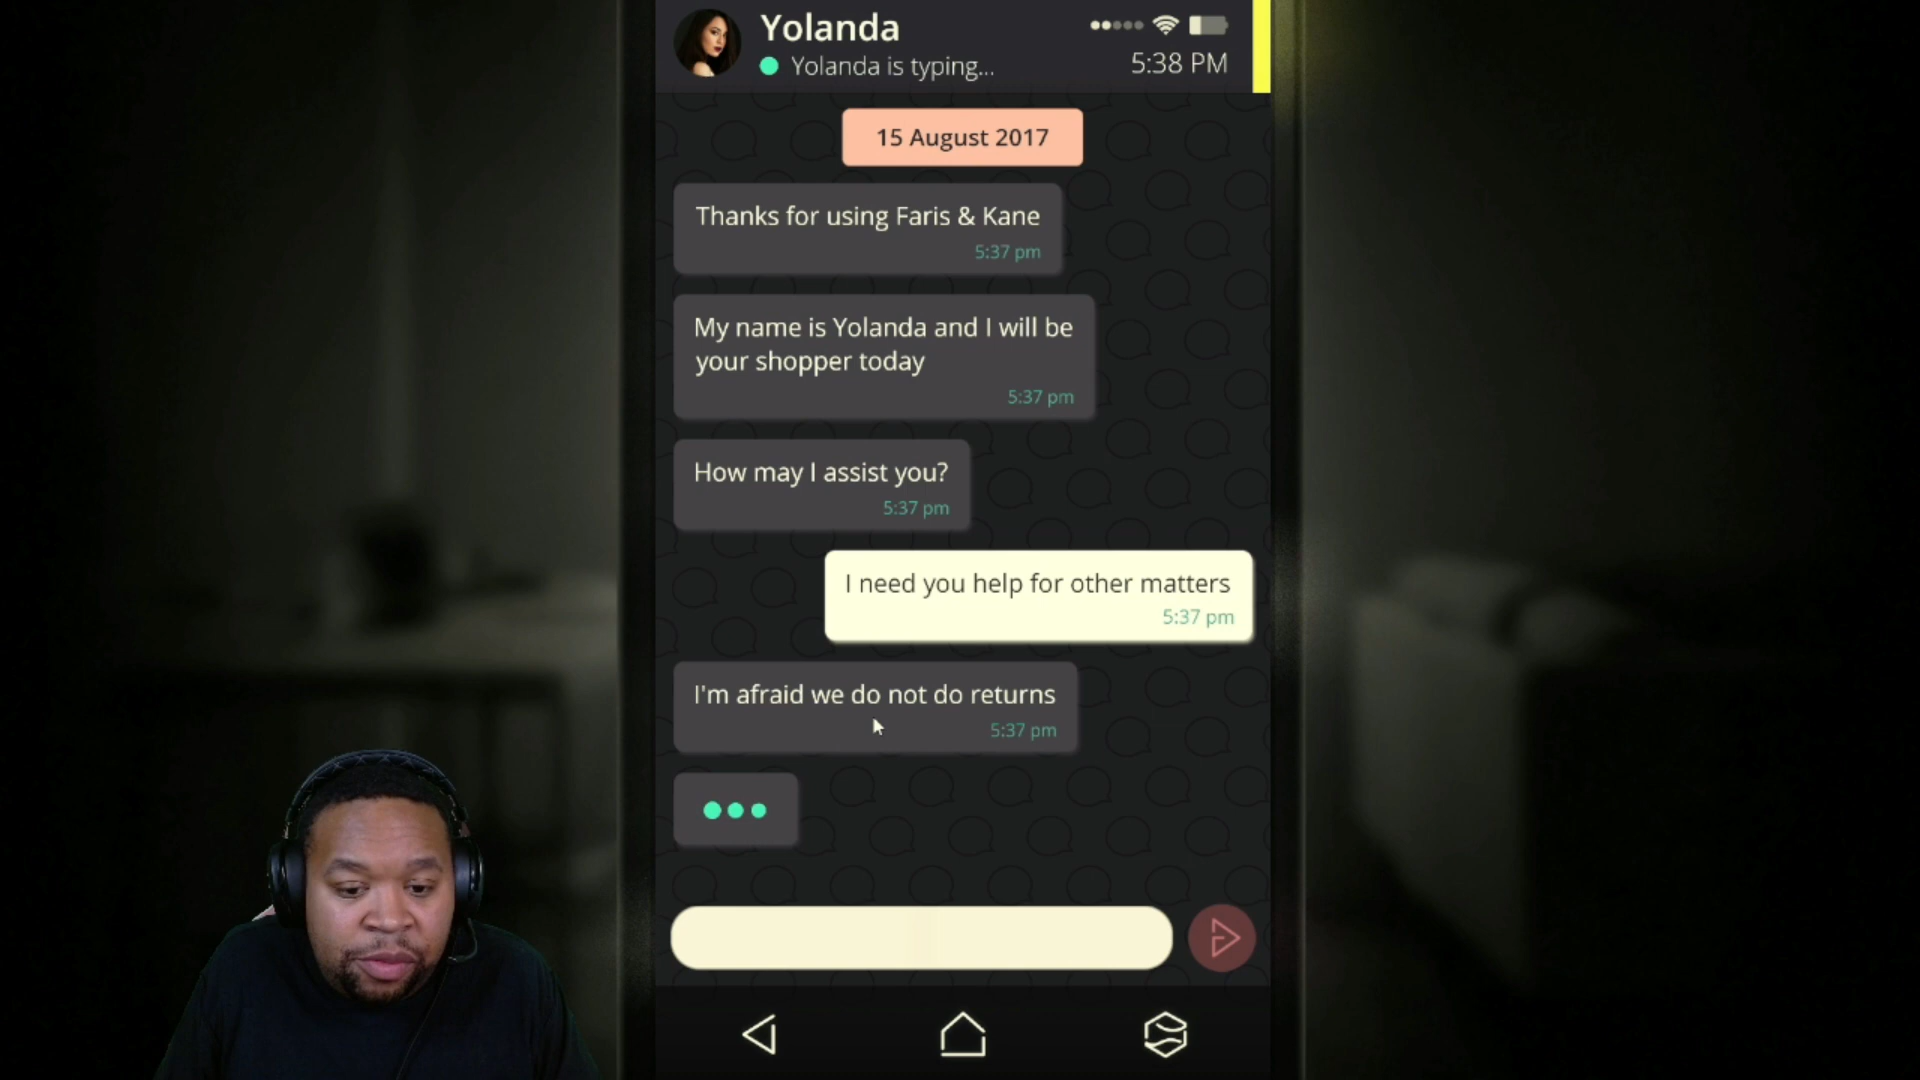 Yolanda
Yolanda is typing...
5:38 PM
15 August 2017
Thanks for using Faris & Kane
5:37 pm
My name is Yolanda and I will be
your shopper today
5:37 pm
How may I assist you?
5:37 pm
I need you help for other matters
5:37 pm
I'm afraid we do not do returns
5:37 pm